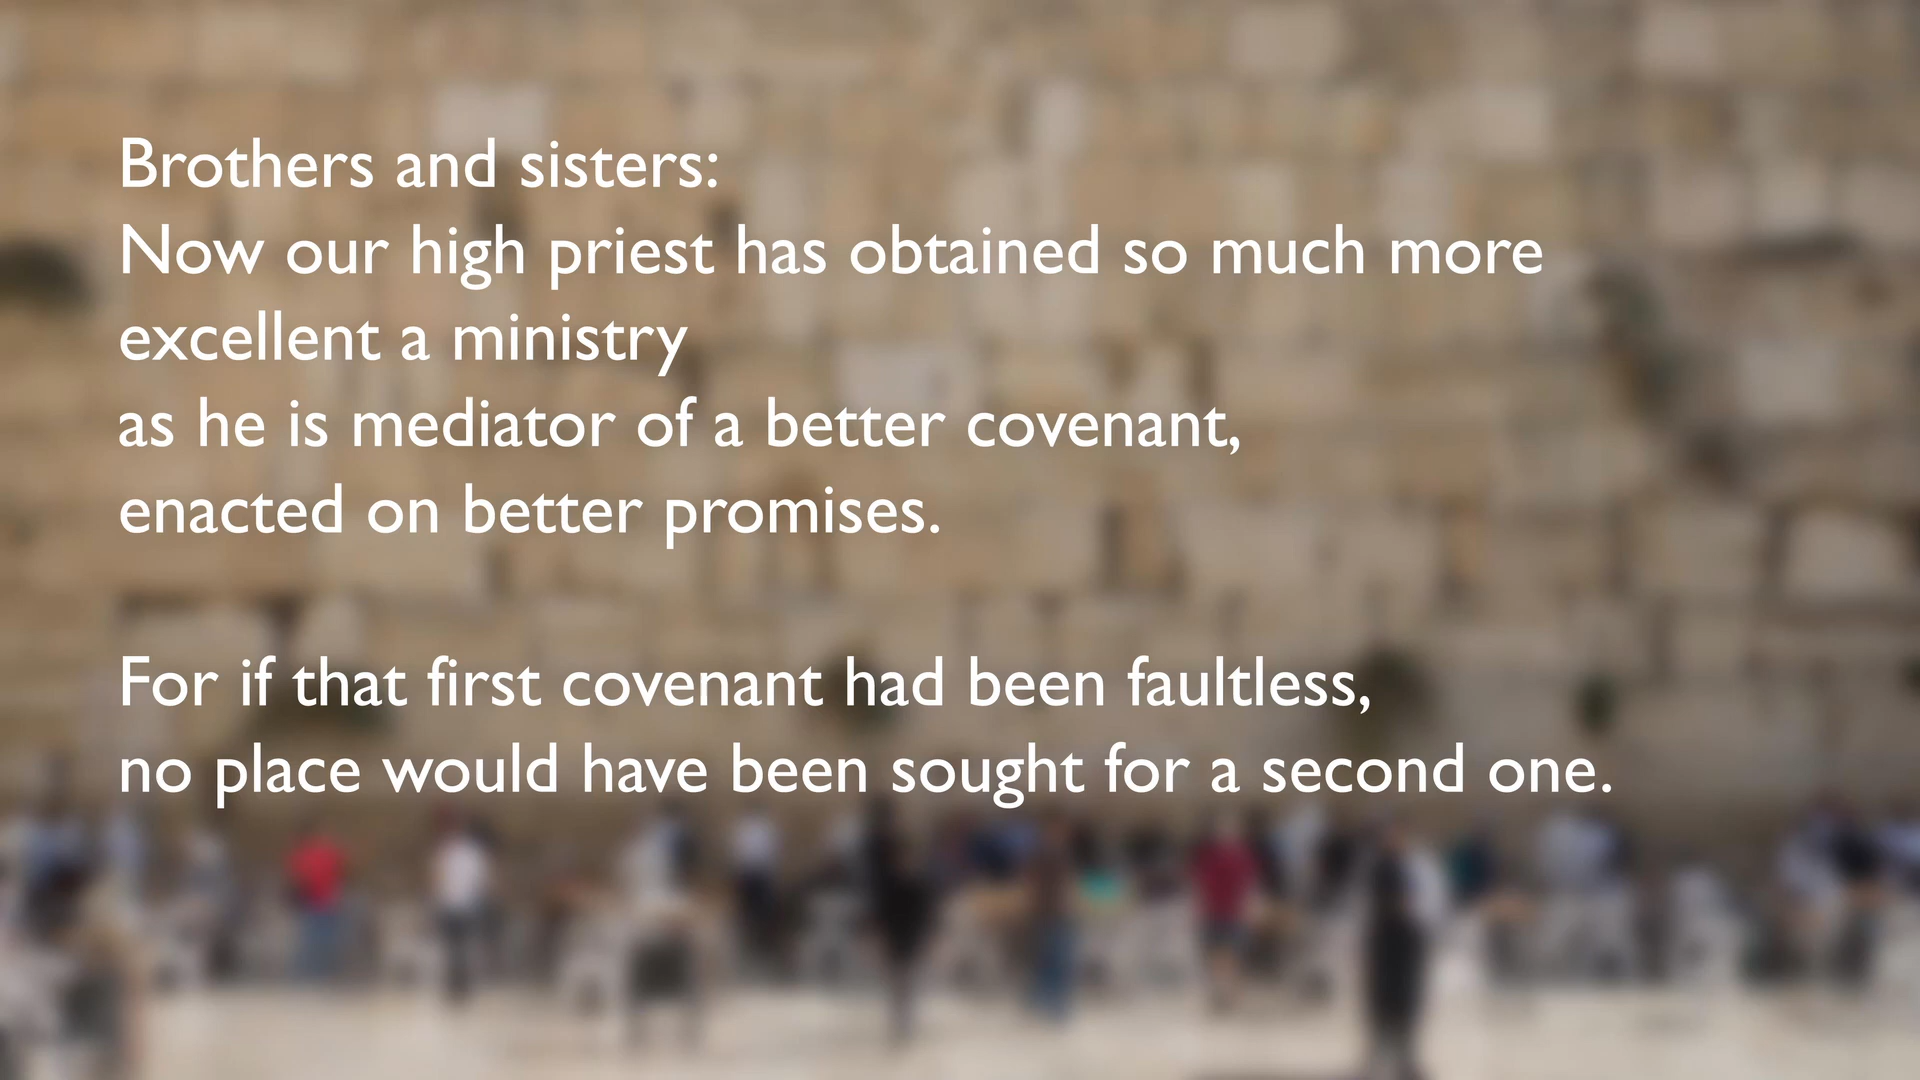 Brothers and sisters:
Now our high priest has obtained so much more
excellent a ministry
as he is mediator of a better covenant,
enacted on better promises.
For if that first covenant had been faultless,
no place would have been sought for a second one.